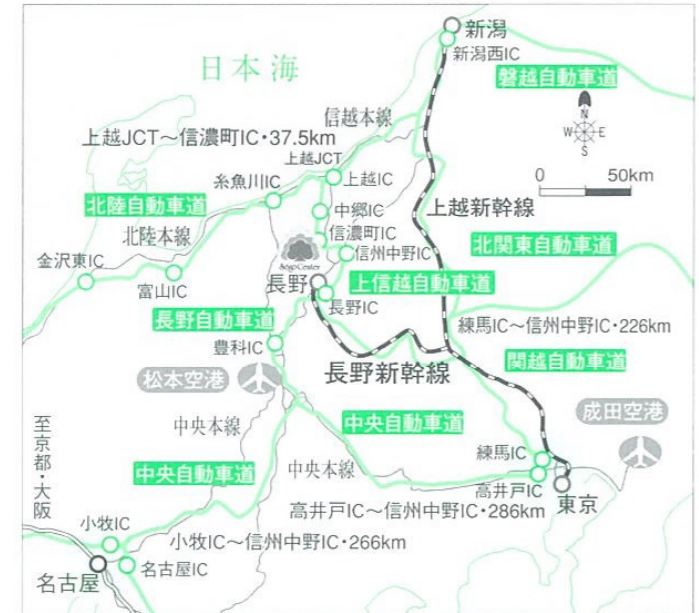 新潟
新潟西IC
日本海
磐越自動車道
信越本線
N
W E
S
上越JCT～信濃町IC・37.5km
上越JCT
0 50km
糸魚川IC
上越IC
北陸自動車道
中郷IC
上越新幹線
北陸本線
信濃町IC
北関東自動車道
金沢東IC
信州中野IC
富山IC
長野
上信越自動車道
長野IC
長野自動車道
練馬IC～信州中野IC・226km
豊科IC
関越自動車道
長野新幹線
松本空港
成田空港
至京都・大阪
中央本線
中央自動車道
練馬IC
中央自動車道
中央本線
高井戸IC
東京
高井戸IC～信州中野IC・286km
小牧IC
小牧IC～信州中野IC・266km
名古屋IC
名古屋